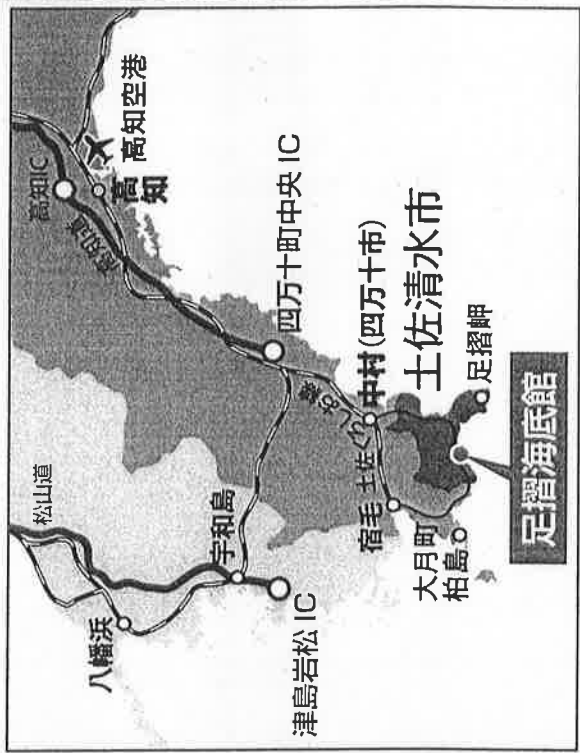 高知IC
高知道
高知空港
高知
松山道
八幡浜
宇和島
四万十町中央 IC
津島岩松 IC
土佐くろしお線
中村(四万十市)
宿毛
土佐清水市
大月町
柏島
足摺岬
足摺海底館